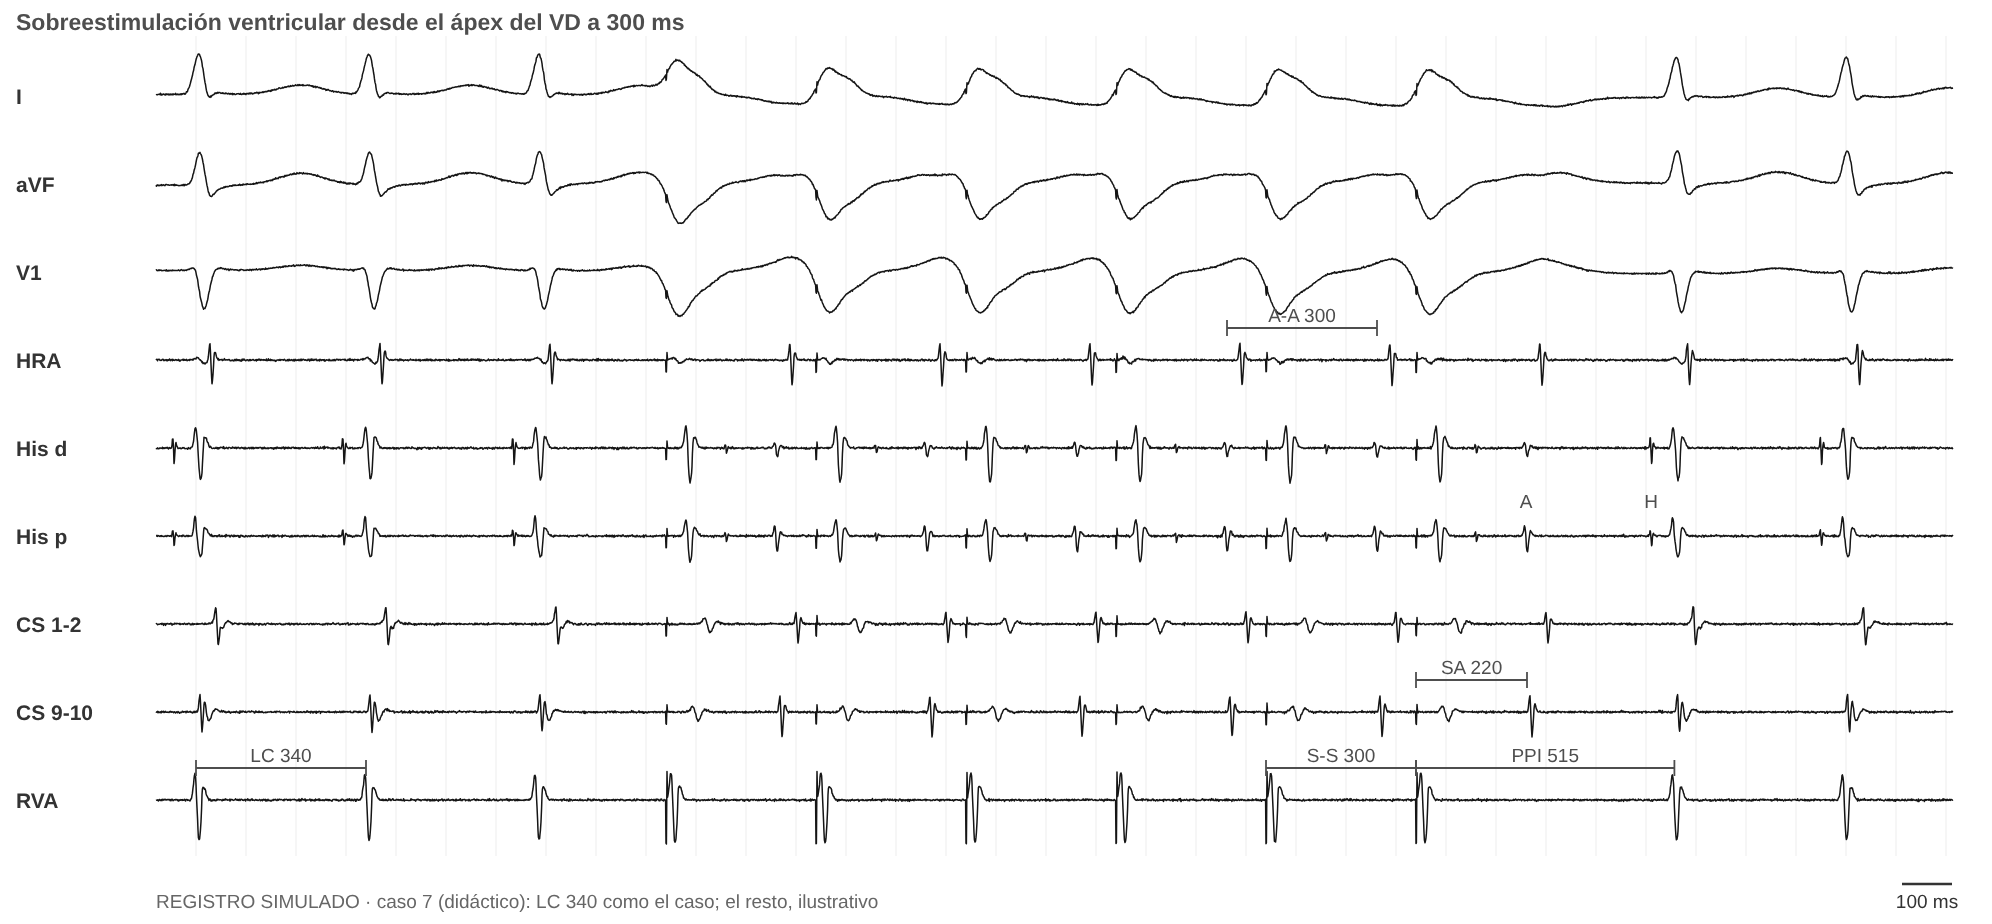 Sobreestimulación ventricular desde el ápex del VD a 300 ms
I
aVF
V1
A-A 300
HRA
His d
A
H
His p
CS 1-2
SA 220
CS 9-10
LC 340
S-S 300
PPI 515
RVA
REGISTRO SIMULADO · caso 7 (didáctico): LC 340 como el caso; el resto, ilustrativo
100 ms